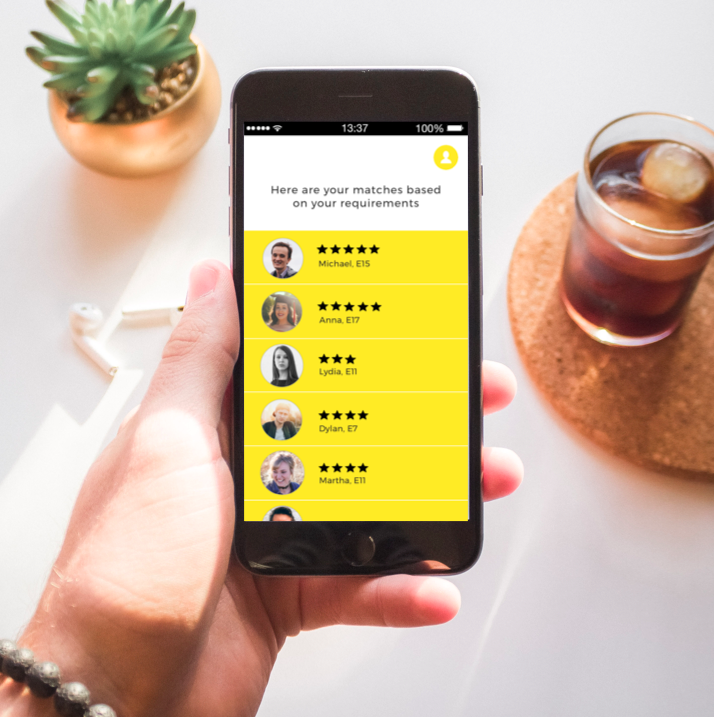 13:37 100%
Here are your matches based
on your requirements
Michael, E15
Anna, E17
Lydia, E11
Dylan, E7
Martha, E11